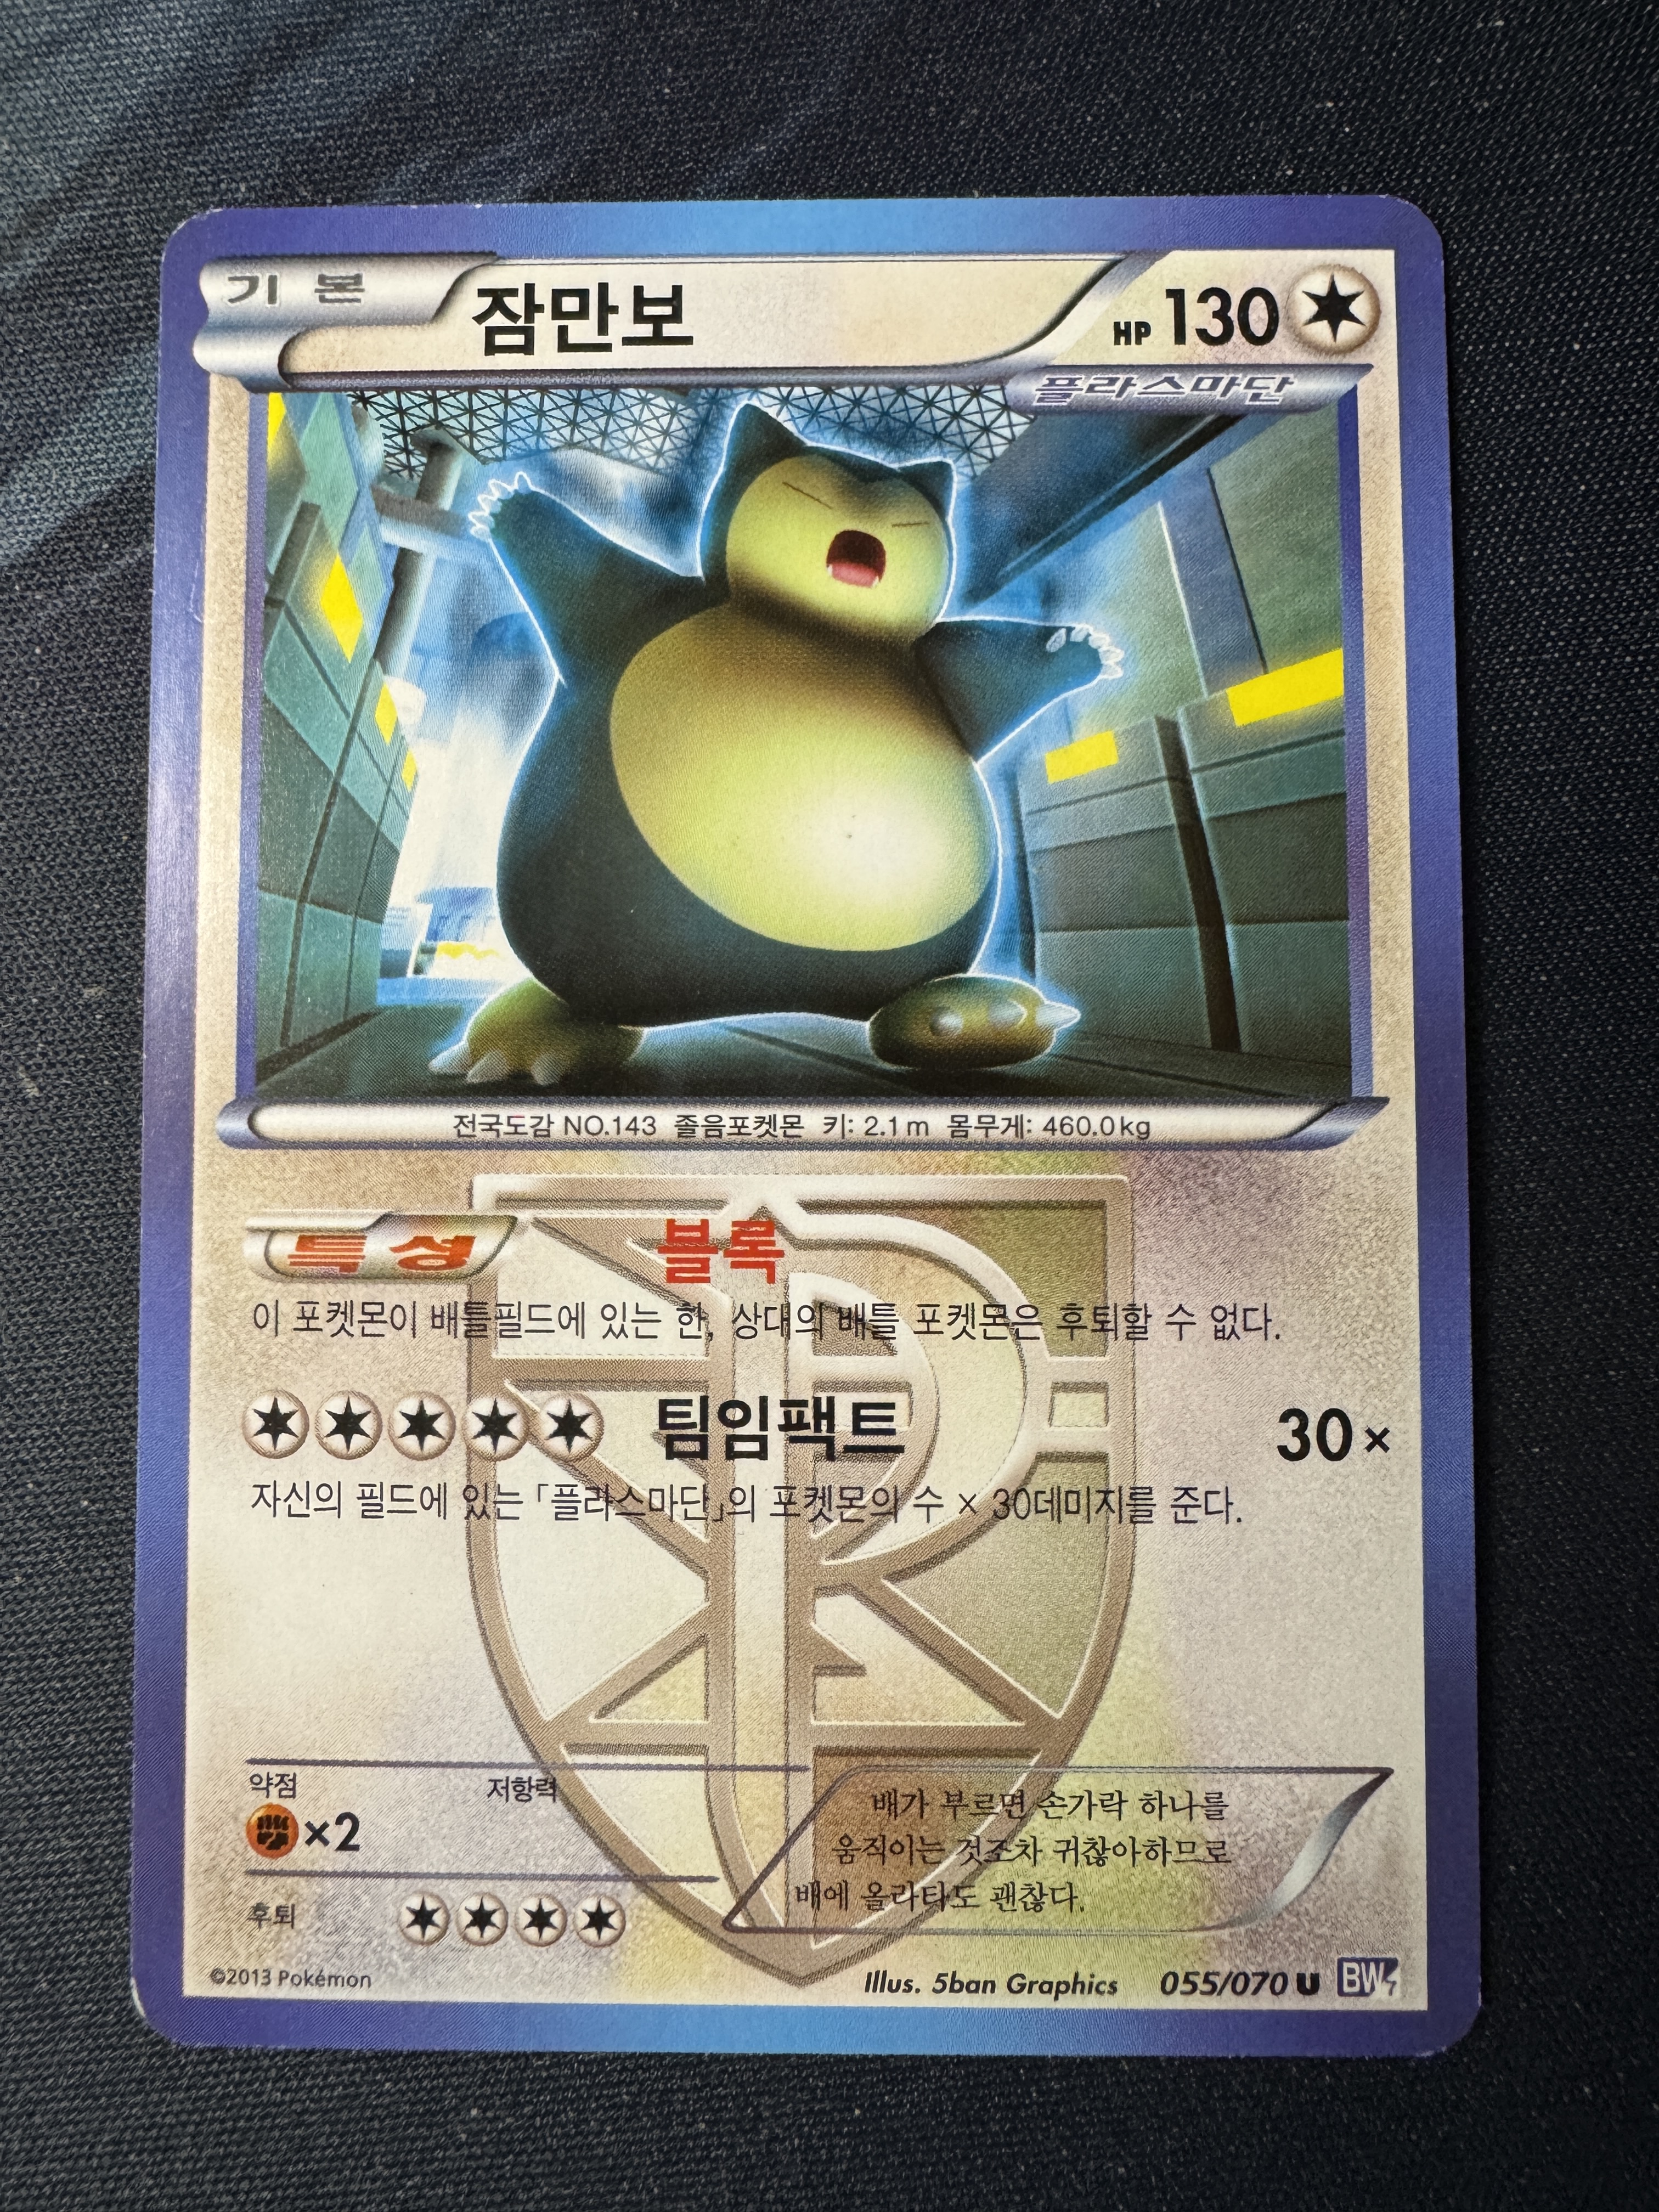 기본 잠만보 HP 130
플라스마단
전국도감 NO.143 졸음포켓몬 키: 2.1m 몸무게: 460.0kg
특성 블록
이 포켓몬이 배틀필드에 있는 한, 상대의 배틀 포켓몬은 후퇴할 수 없다.
팀임팩트 30×
자신의 필드에 있는 「플라스마단」의 포켓몬의 수 × 30데미지를 준다.
약점 저항력
×2
후퇴
배가 부르면 손가락 하나를
움직이는 것조차 귀찮아하므로
배에 올라타도 괜찮다.
©2013 Pokémon Illus. 5ban Graphics 055/070 U BW7